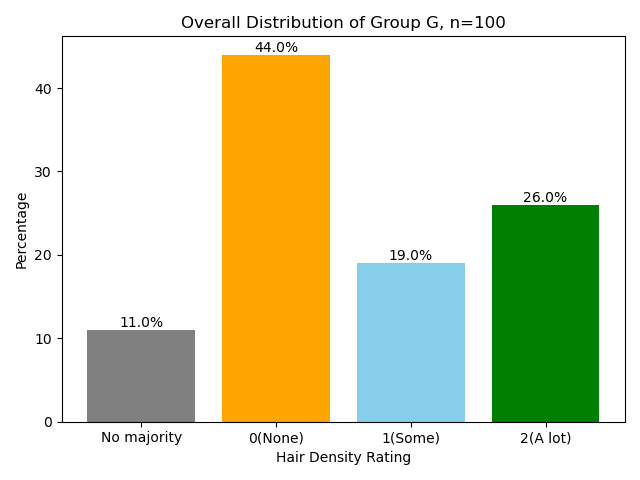 Overall Distribution of Group G, n=100
Percentage
40
30
20
10
0
11.0%
44.0%
19.0%
26.0%
No majority
0(None)
1(Some)
2(A lot)
Hair Density Rating